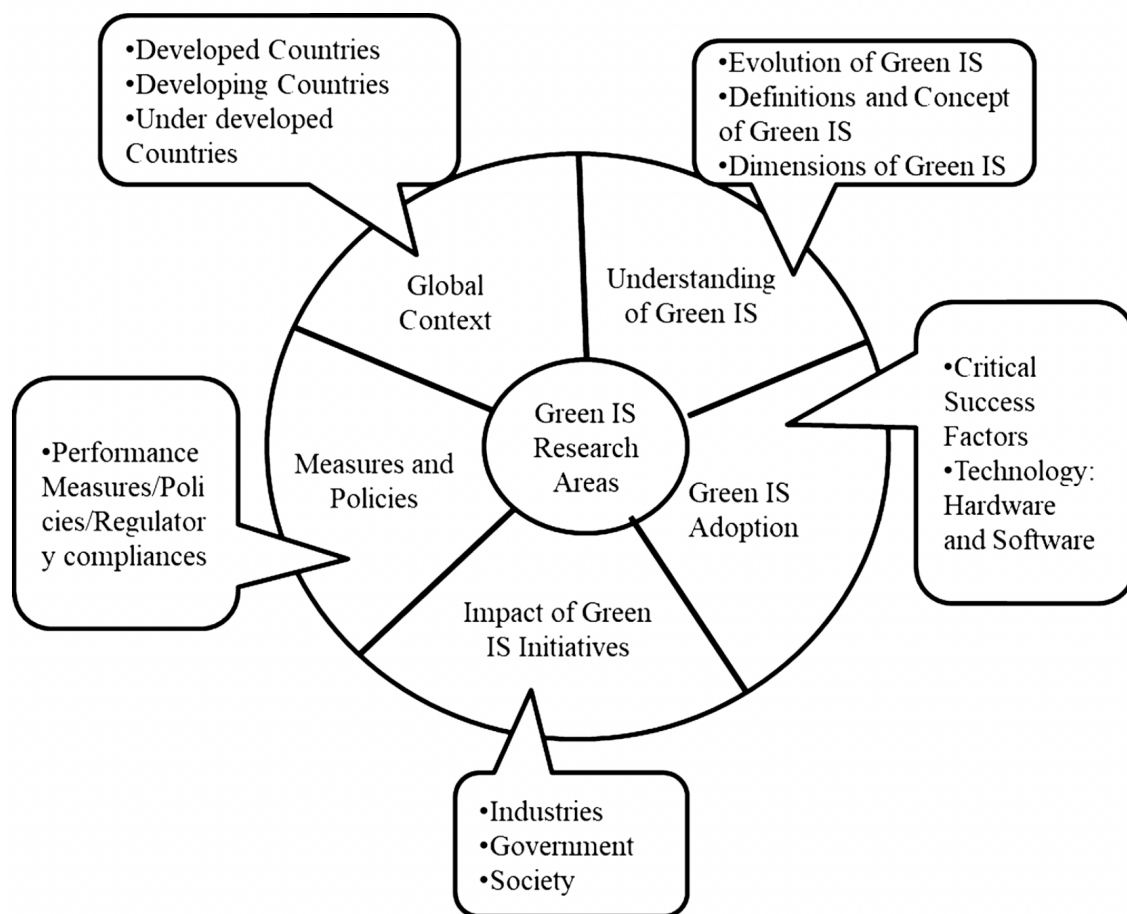 •Developed Countries
•Developing Countries
•Under developed
Countries
•Evolution of Green IS
•Definitions and Concept
of Green IS
•Dimensions of Green IS
Global
Context
Understanding
of Green IS
•Critical
Success
Factors
•Technology:
Hardware
and Software
Green IS
Research
Areas
•Performance
Measures/Poli
cies/Regulator
y compliances
Measures and
Policies
Green IS
Adoption
Impact of Green
IS Initiatives
•Industries
•Government
•Society